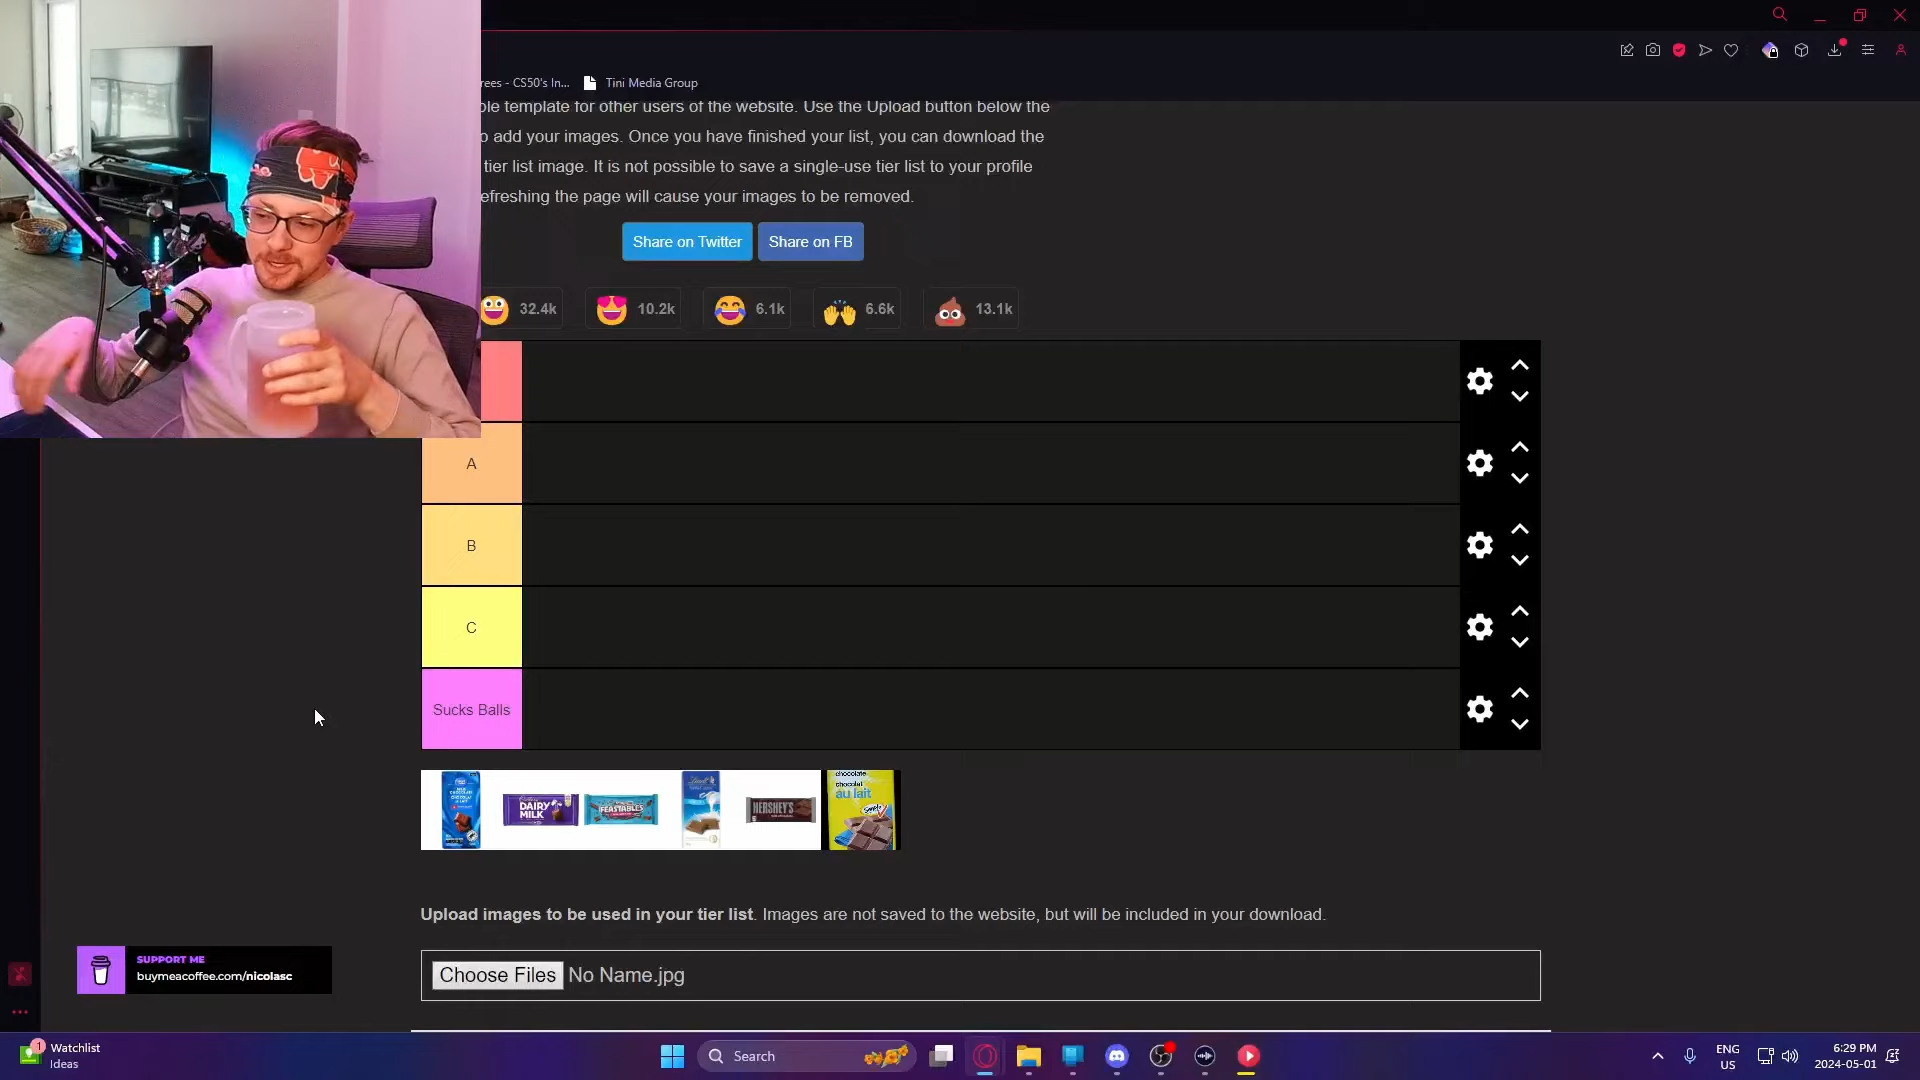 rees - CS50's In...
Tini Media Group
ple template for other users of the website. Use the Upload button below the
o add your images. Once you have finished your list, you can download the
tier list image. It is not possible to save a single-use tier list to your profile
efreshing the page will cause your images to be removed.
Share on Twitter
Share on FB
32.4k
10.2k
6.1k
6.6k
13.1k
A
B
C
Sucks Balls
DAIRY
MILK
FEASTABLES
Lindt
HERSHEY'S
chocolate
chocolat
au lait
Upload images to be used in your tier list. Images are not saved to the website, but will be included in your download.
Choose Files No Name.jpg
SUPPORT ME
buymeacoffee.com/nicolasc
1
Watchlist
Ideas
Search
ENG
US
6:29 PM
2024-05-01